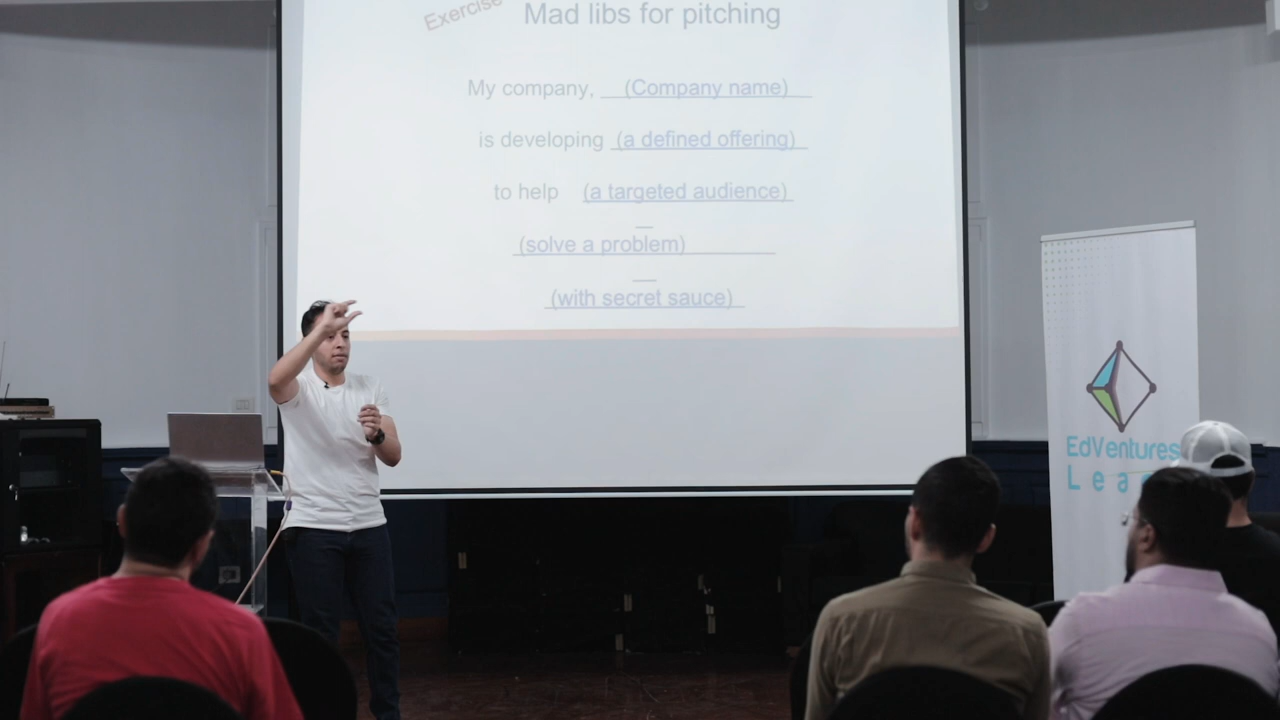 Exercise
Mad libs for pitching
My company, (Company name)
is developing (a defined offering)
to help (a targeted audience)
(solve a problem)
(with secret sauce)
EdVentures
Lea